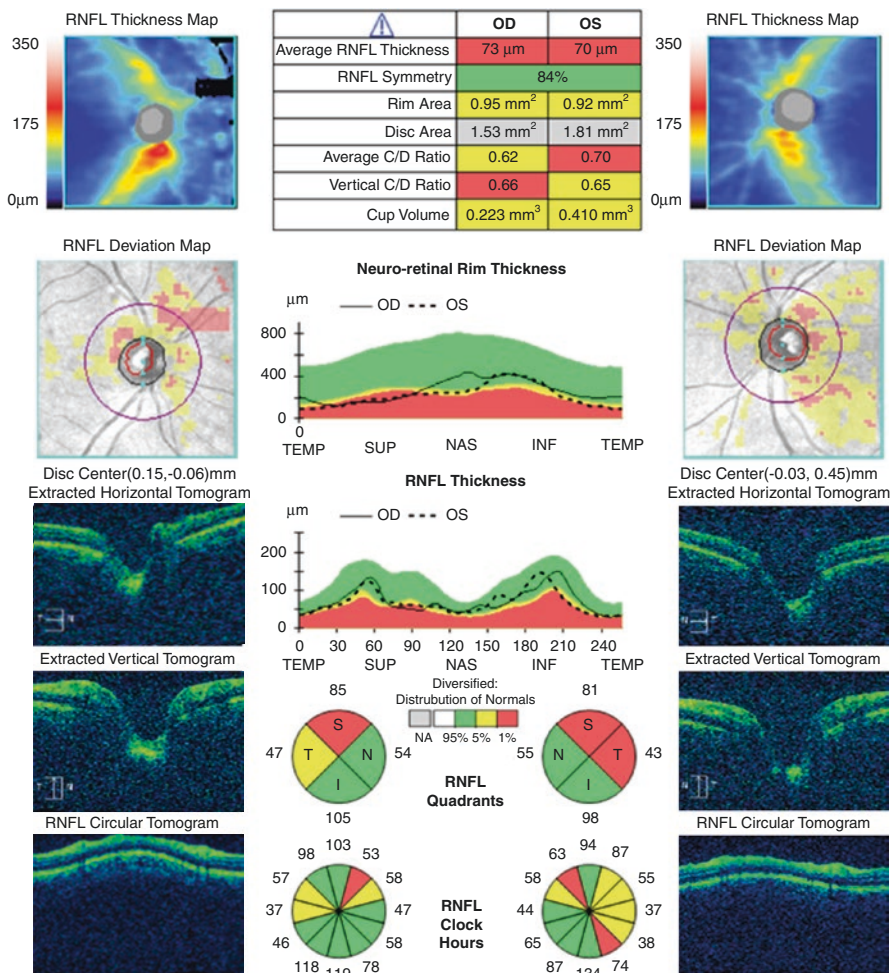 RNFL Thickness Map
350
175
0µm
OD OS
Average RNFL Thickness 73 µm 70 µm
RNFL Symmetry 84%
Rim Area 0.95 mm² 0.92 mm²
Disc Area 1.53 mm² 1.81 mm²
Average C/D Ratio 0.62 0.70
Vertical C/D Ratio 0.66 0.65
Cup Volume 0.223 mm³ 0.410 mm³
RNFL Thickness Map
350
175
0µm
RNFL Deviation Map
Disc Center(0.15,-0.06)mm
Neuro-retinal Rim Thickness
µm OD OS
800
400
0
0
TEMP SUP NAS INF TEMP
RNFL Deviation Map
Disc Center(-0.03, 0.45)mm
Extracted Horizontal Tomogram
Extracted Vertical Tomogram
RNFL Circular Tomogram
RNFL Thickness
µm OD OS
200
100
0
0 30 60 90 120 150 180 210 240
TEMP SUP NAS INF TEMP
Diversified:
Distrubution of Normals
NA 95% 5% 1%
85
S
47 T N 54
I
105
RNFL
Quadrants
81
S
55 N T 43
I
98
103
98 53
57 58
37 47
46 58
118 78
RNFL
Clock
Hours
94
63 87
58 55
44 37
65 38
87 74
Extracted Horizontal Tomogram
Extracted Vertical Tomogram
RNFL Circular Tomogram